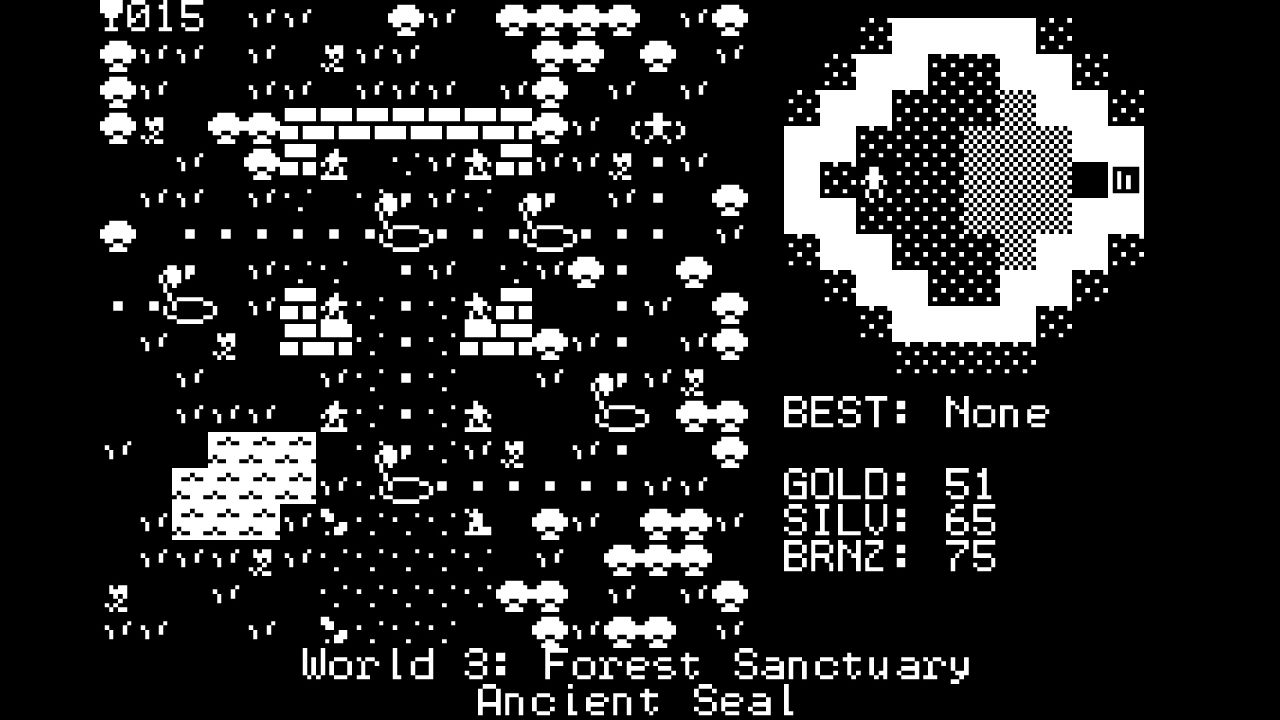 015
BEST: None
GOLD: 51
SILV: 65
BRNZ: 75
World 3: Forest Sanctuary
Ancient Seal